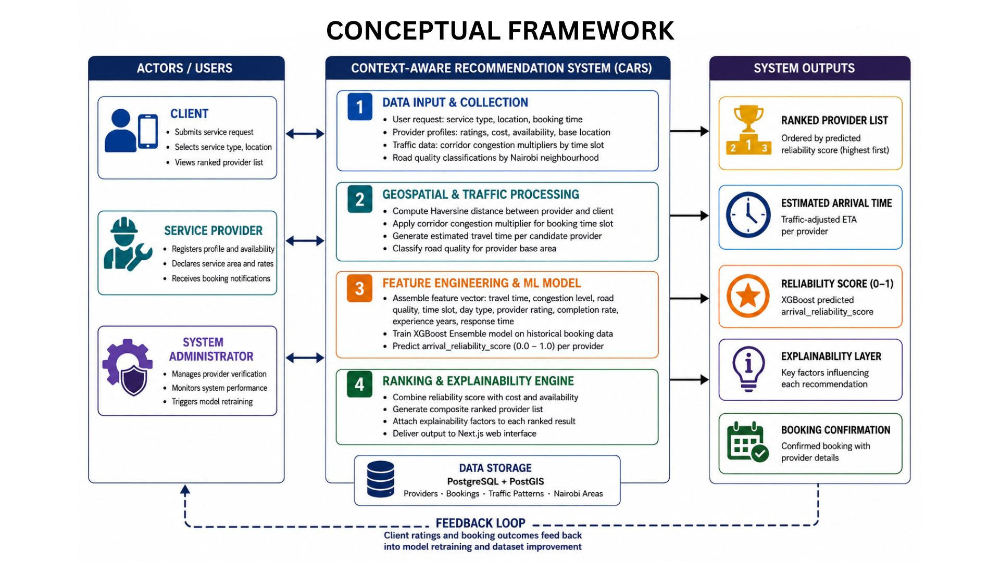 CONCEPTUAL FRAMEWORK
ACTORS / USERS
CLIENT
• Submits service request
• Selects service type, location
• Views ranked provider list
SERVICE PROVIDER
• Registers profile and availability
• Declares service area and rates
• Receives booking notifications
SYSTEM
ADMINISTRATOR
• Manages provider verification
• Monitors system performance
• Triggers model retraining
CONTEXT-AWARE RECOMMENDATION SYSTEM (CARS)
1
DATA INPUT & COLLECTION
• User request: service type, location, booking time
• Provider profiles: ratings, cost, availability, base location
• Traffic data: corridor congestion multipliers by time slot
• Road quality classifications by Nairobi neighbourhood
2
GEOSPATIAL & TRAFFIC PROCESSING
• Compute Haversine distance between provider and client
• Apply corridor congestion multiplier for booking time slot
• Generate estimated travel time per candidate provider
• Classify road quality for provider base area
3
FEATURE ENGINEERING & ML MODEL
• Assemble feature vector: travel time, congestion level, road
quality, time slot, day type, provider rating, completion rate,
experience years, response time
• Train XGBoost Ensemble model on historical booking data
• Predict arrival_reliability_score (0.0 – 1.0) per provider
4
RANKING & EXPLAINABILITY ENGINE
• Combine reliability score with cost and availability
• Generate composite ranked provider list
• Attach explainability factors to each ranked result
• Deliver output to Next.js web interface
DATA STORAGE
PostgreSQL + PostGIS
Providers · Bookings · Traffic Patterns · Nairobi Areas
SYSTEM OUTPUTS
2 1 3
RANKED PROVIDER LIST
Ordered by predicted
reliability score (highest first)
ESTIMATED ARRIVAL TIME
Traffic-adjusted ETA
per provider
RELIABILITY SCORE (0–1)
XGBoost predicted
arrival_reliability_score
EXPLAINABILITY LAYER
Key factors influencing
each recommendation
BOOKING CONFIRMATION
Confirmed booking with
provider details
FEEDBACK LOOP
Client ratings and booking outcomes feed back
into model retraining and dataset improvement